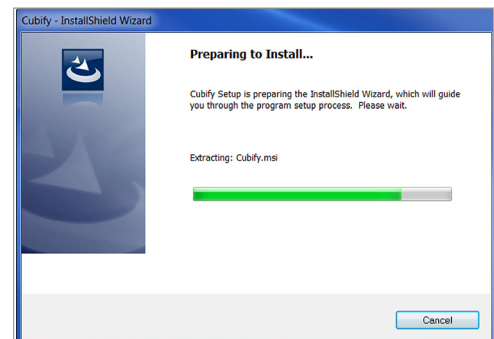 Cubify - InstallShield Wizard
Preparing to Install...
Cubify Setup is preparing the InstallShield Wizard, which will guide
you through the program setup process. Please wait.
Extracting: Cubify.msi
Cancel